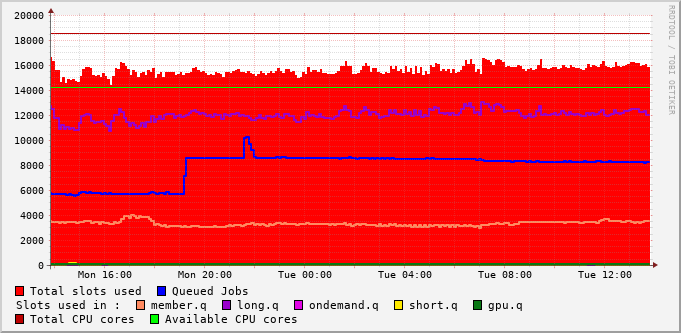 20000
18000
16000
14000
12000
10000
8000
6000
4000
2000
0
Mon 16:00 Mon 20:00 Tue 00:00 Tue 04:00 Tue 08:00 Tue 12:00
RRDTOOL / TOBI OETIKER
Total slots used Queued Jobs
Slots used in : member.q long.q ondemand.q short.q gpu.q
Total CPU cores Available CPU cores